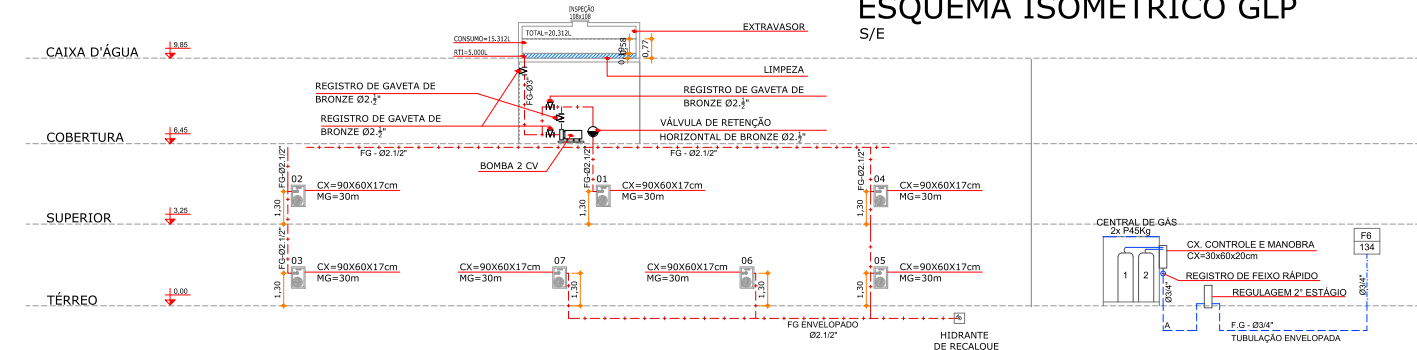 ESQUEMA ISOMÉTRICO GLP
S/E
INSPEÇÃO
108x108
TOTAL=20,312L
EXTRAVASOR
CONSUMO=15.312L
RTI=5,000L
0,58
0,77
CAIXA D'ÁGUA
9,85
LIMPEZA
FG-Ø3"
REGISTRO DE GAVETA DE
BRONZE Ø2.½"
REGISTRO DE GAVETA DE
BRONZE Ø2.½"
REGISTRO DE GAVETA DE
BRONZE Ø2.½"
VÁLVULA DE RETENÇÃO
HORIZONTAL DE BRONZE Ø2.½"
COBERTURA
6,45
FG - Ø2.1/2"
FG - Ø2.1/2"
BOMBA 2 CV
FG-Ø2.1/2"
FG-Ø2.1/2"
FG-Ø2.1/2"
02
CX=90X60X17cm
MG=30m
1,30
01
CX=90X60X17cm
MG=30m
1,30
04
CX=90X60X17cm
MG=30m
1,30
SUPERIOR
3,25
FG-Ø2.1/2"
03
CX=90X60X17cm
MG=30m
1,30
07
CX=90X60X17cm
MG=30m
1,30
06
CX=90X60X17cm
MG=30m
1,30
05
CX=90X60X17cm
MG=30m
1,30
TÉRREO
0,00
FG ENVELOPADO
Ø2.1/2"
HIDRANTE
DE RECALQUE
CENTRAL DE GÁS
2x P45Kg
1
2
CX. CONTROLE E MANOBRA
CX=30x60x20cm
REGISTRO DE FEIXO RÁPIDO
REGULAGEM 2° ESTÁGIO
F6
134
Ø3/4"
Ø3/4"
A
F.G - Ø3/4"
TUBULAÇÃO ENVELOPADA